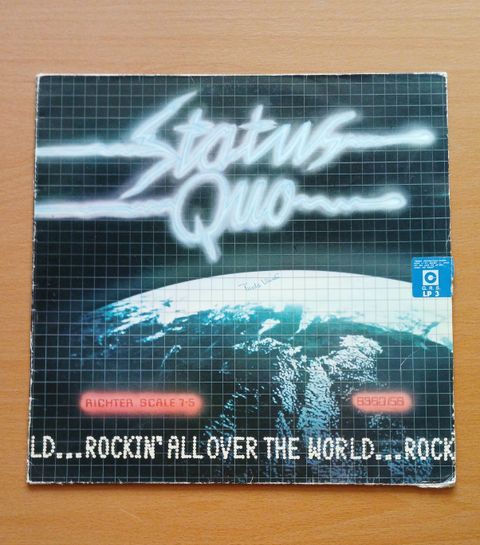 Status
Quo
C
G.R.S.
LP 3
RICHTER SCALE 7·5
LD...ROCKIN' ALL OVER THE WORLD...ROCK